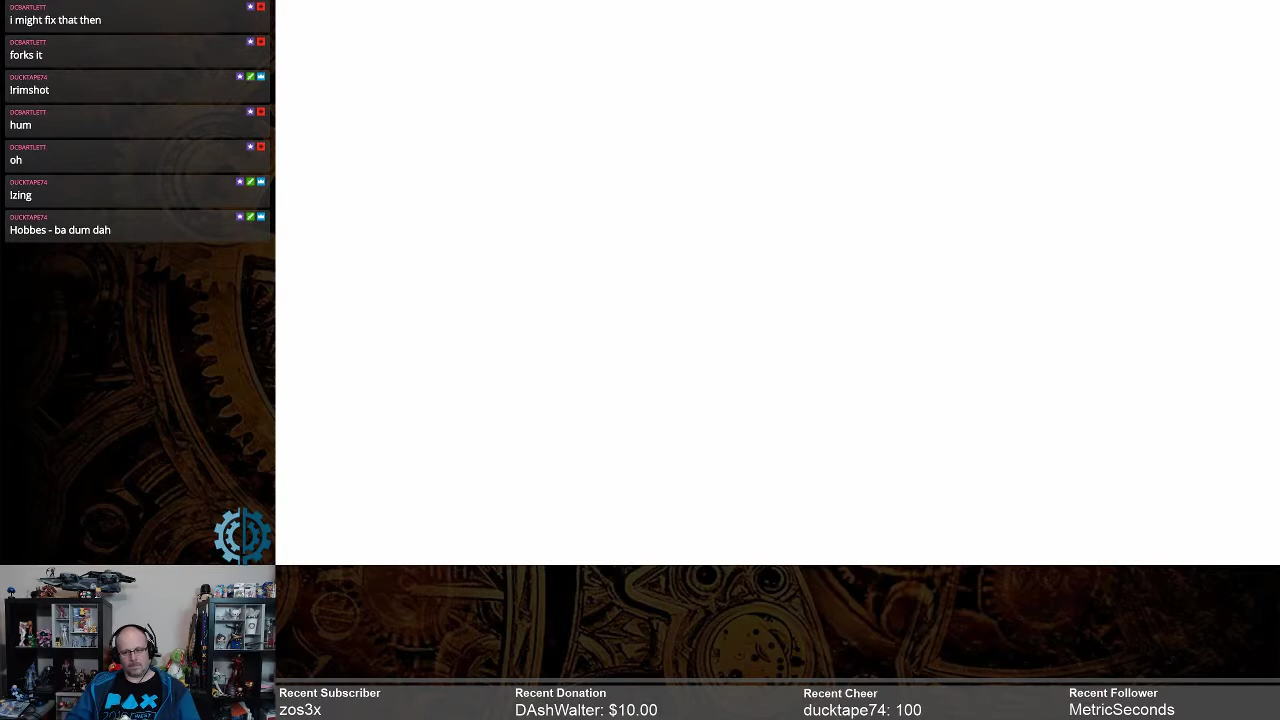 DCBARTLETT
i might fix that then
DCBARTLETT
forks it
DUCKTAPE74
!rimshot
DCBARTLETT
hum
DCBARTLETT
oh
DUCKTAPE74
!zing
DUCKTAPE74
Hobbes - ba dum dah
PAX
Recent Subscriber
zos3x
Recent Donation
DAshWalter: $10.00
Recent Cheer
ducktape74: 100
Recent Follower
MetricSeconds